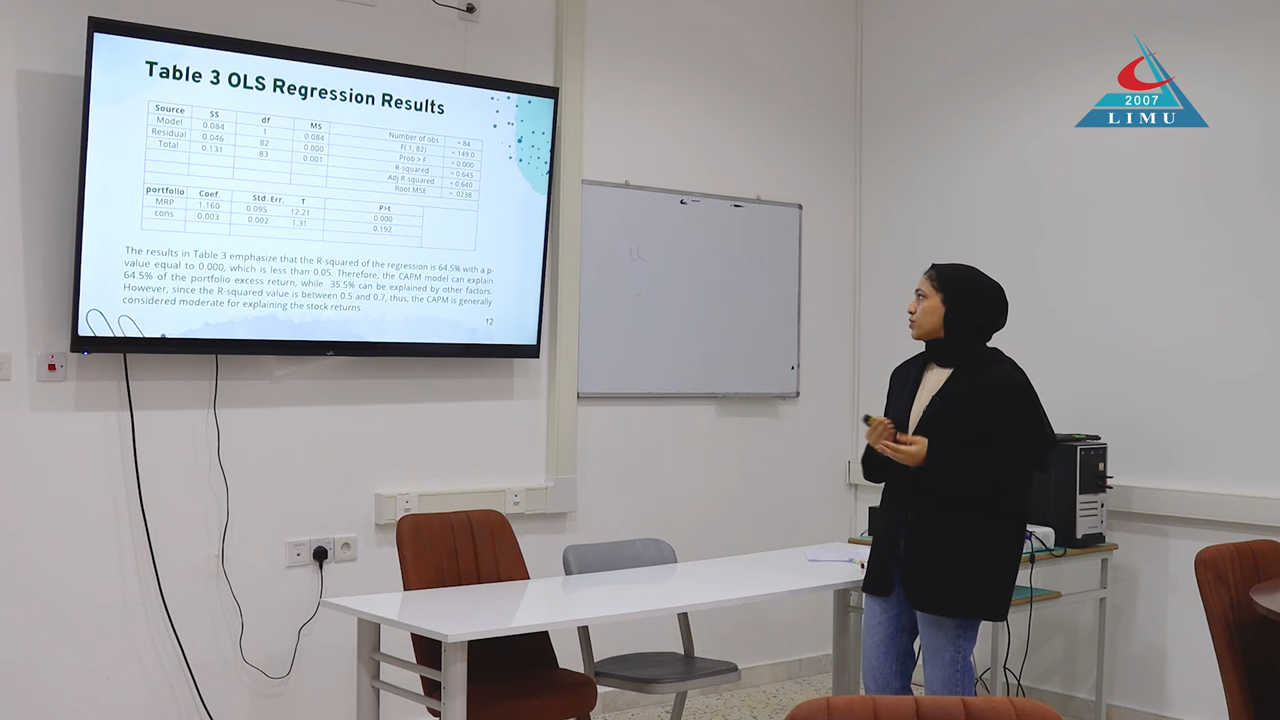 Table 3 OLS Regression Results
Source SS df MS Number of obs = 84
Model 0.084 1 0.084 F( 1, 82) = 149.0
Residual 0.046 82 0.000 Prob > F = 0.000
Total 0.131 83 0.001 R-squared = 0.645
Adj R-squared = 0.640
Root MSE = .0238
portfolio Coef. Std. Err. T P>t
MRP 1.160 0.095 12.21 0.000
cons 0.003 0.002 1.31 0.192
The results in Table 3 emphasize that the R-squared of the regression is 64.5% with a p-
value equal to 0.000, which is less than 0.05. Therefore, the CAPM model can explain
64.5% of the portfolio excess return, while 35.5% can be explained by other factors.
However, since the R-squared value is between 0.5 and 0.7, thus, the CAPM is generally
considered moderate for explaining the stock returns.
12
2007
LIMU